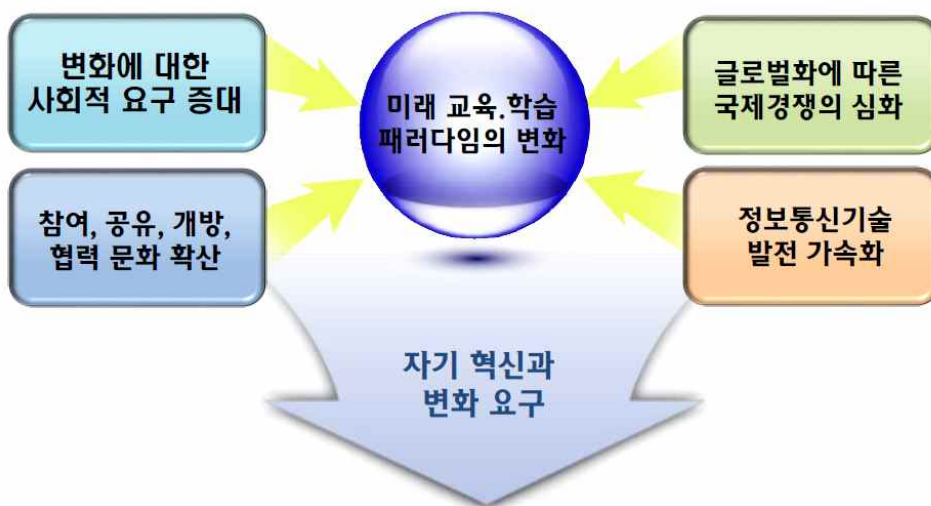 변화에 대한
사회적 요구 증대
미래 교육.학습
패러다임의 변화
글로벌화에 따른
국제경쟁의 심화
참여, 공유, 개방,
협력 문화 확산
정보통신기술
발전 가속화
자기 혁신과
변화 요구